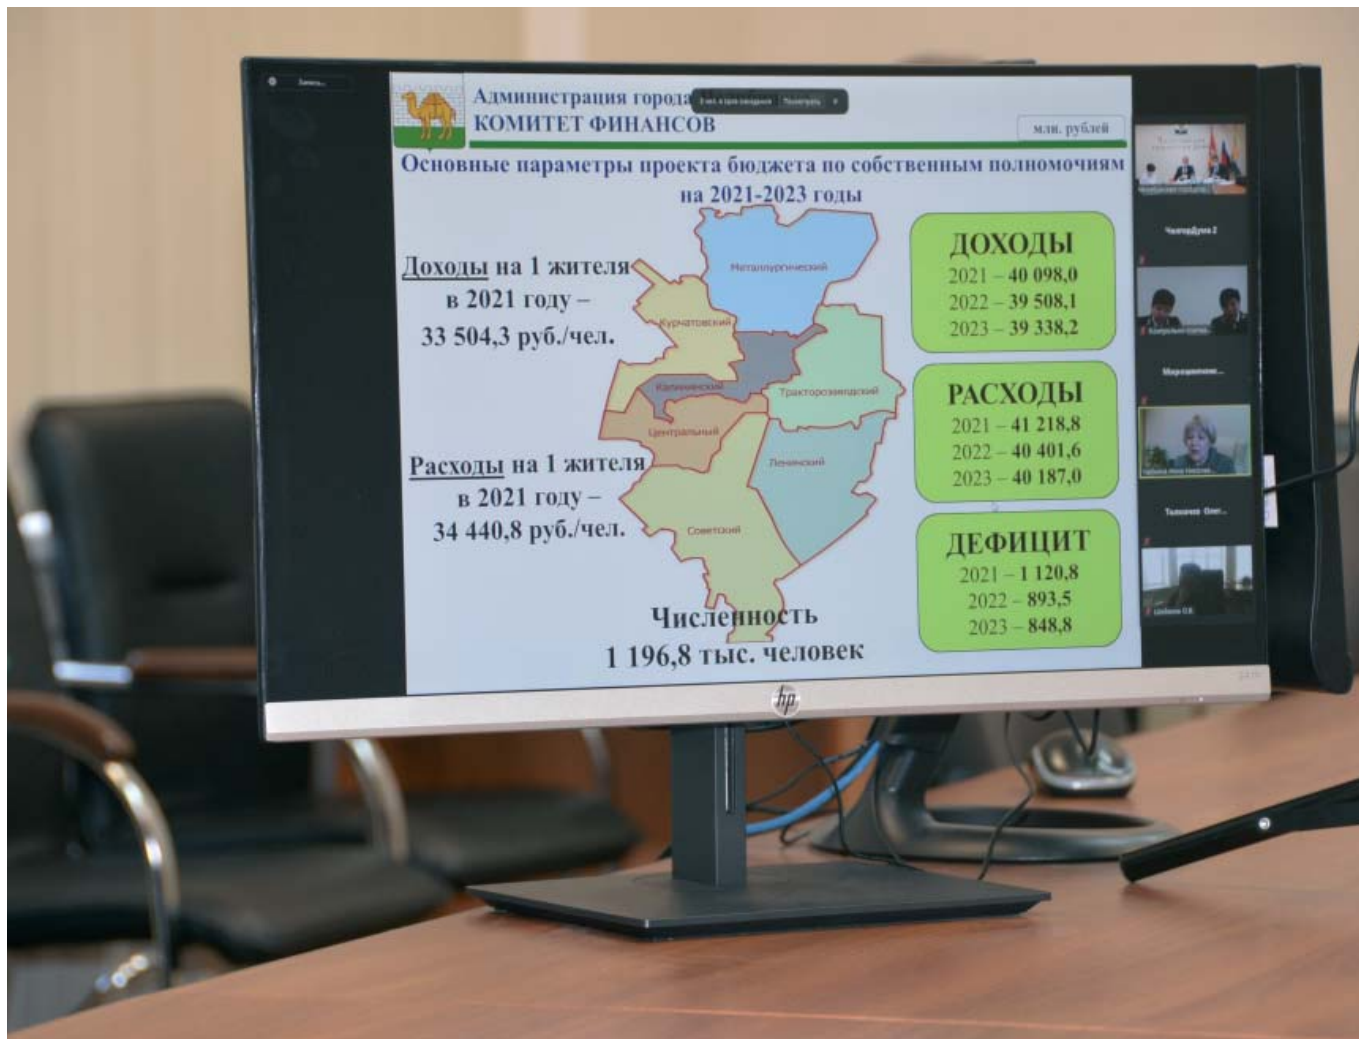 Запись...
Администрация города
КОМИТЕТ ФИНАНСОВ
млн. рублей
Основные параметры проекта бюджета по собственным полномочиям
на 2021-2023 годы
Доходы на 1 жителя
в 2021 году –
33 504,3 руб./чел.
Расходы на 1 жителя
в 2021 году –
34 440,8 руб./чел.
Металлургический
Курчатовский
Калининский
Тракторозаводский
Центральный
Ленинский
Советский
Численность
1 196,8 тыс. человек
ДОХОДЫ
2021 – 40 098,0
2022 – 39 508,1
2023 – 39 338,2
РАСХОДЫ
2021 – 41 218,8
2022 – 40 401,6
2023 – 40 187,0
ДЕФИЦИТ
2021 – 1 120,8
2022 – 893,5
2023 – 848,8
ЧелгорДума 2
Олег...
hp